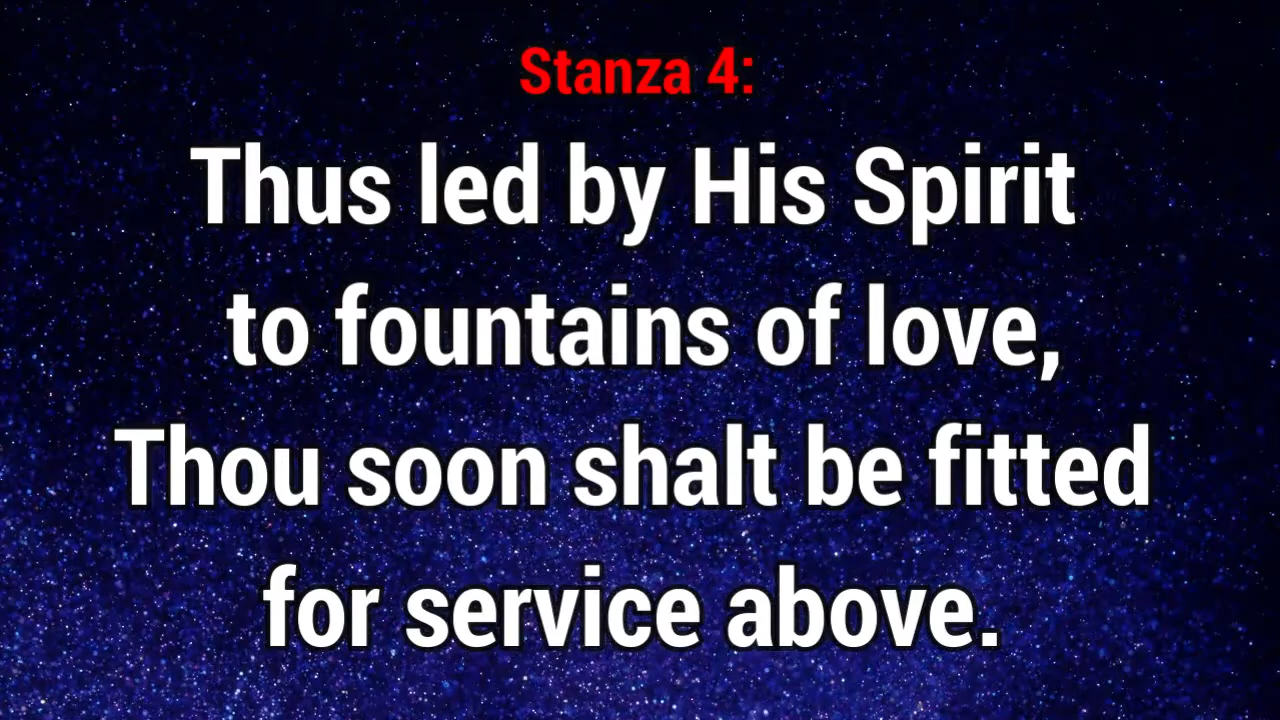 Stanza 4:
Thus led by His Spirit
to fountains of love,
Thou soon shalt be fitted
for service above.